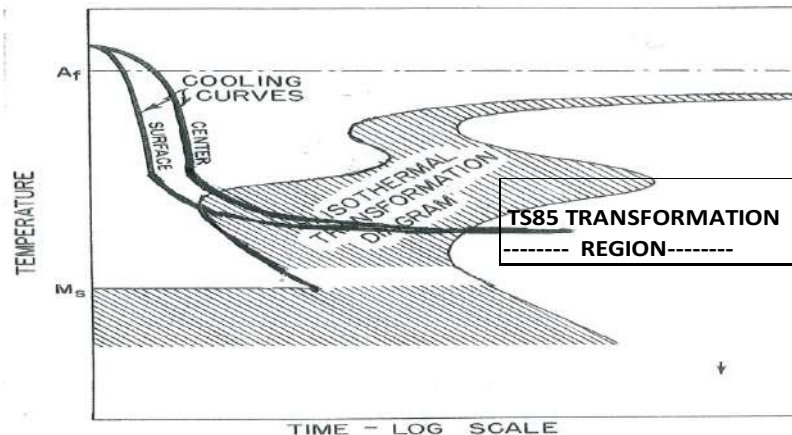 Af
COOLING
CURVES
SURFACE
CENTER
ISOTHERMAL
TRANSFORMATION
DIAGRAM
TS85 TRANSFORMATION
-------- REGION--------
TEMPERATURE
Ms
TIME - LOG SCALE